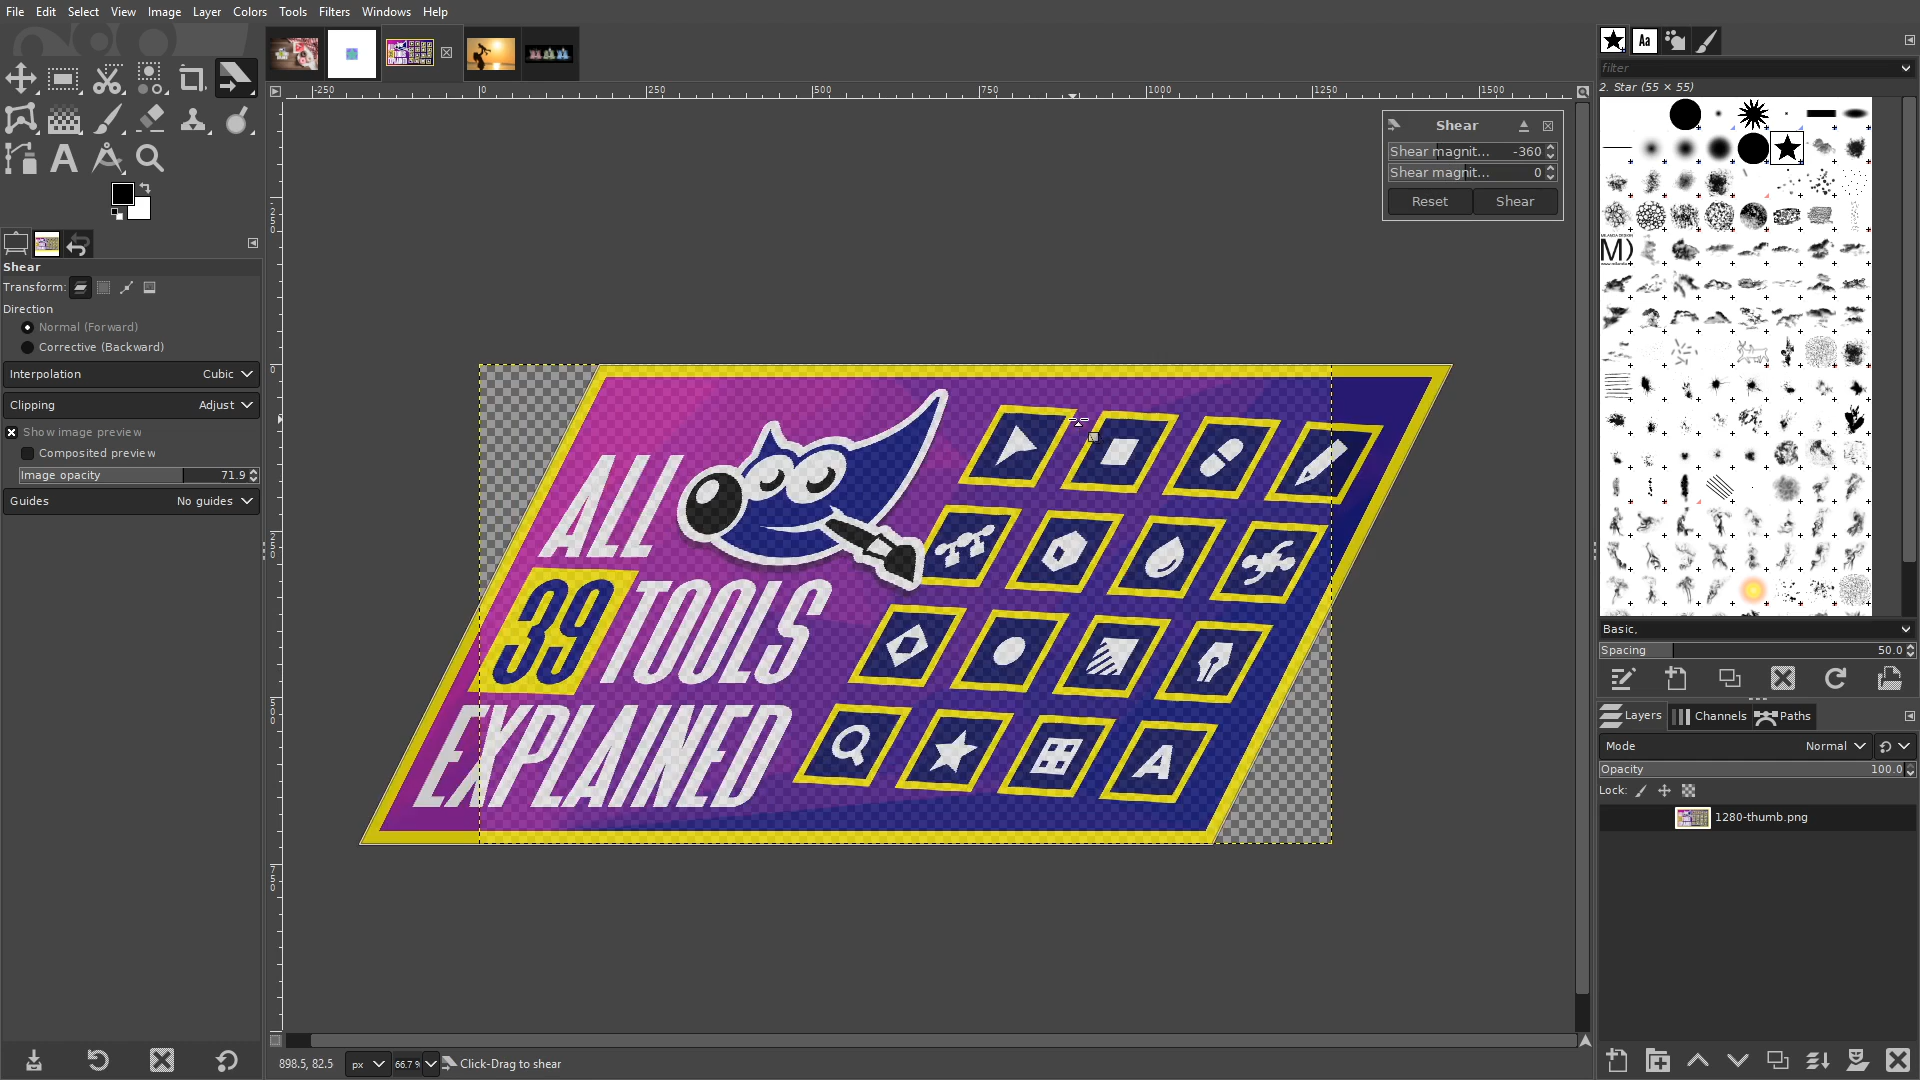 File Edit Select View Image Layer Colors Tools Filters Windows Help
filter
2. Star (55 × 55)
-250 0 250 500 750 1000 1250 1500
Shear
Shear magnit... -360
Shear magnit... 0
Reset Shear
Shear
Transform:
Direction
Normal (Forward)
Corrective (Backward)
Interpolation Cubic
Clipping Adjust
Show image preview
Composited preview
Image opacity 71.9
Guides No guides
ALL
39 TOOLS
EXPLAINED
A
Basic,
Spacing 50.0
Layers Channels Paths
Mode Normal
Opacity 100.0
Lock:
1280-thumb.png
898.5, 82.5 px 66.7 % Click-Drag to shear